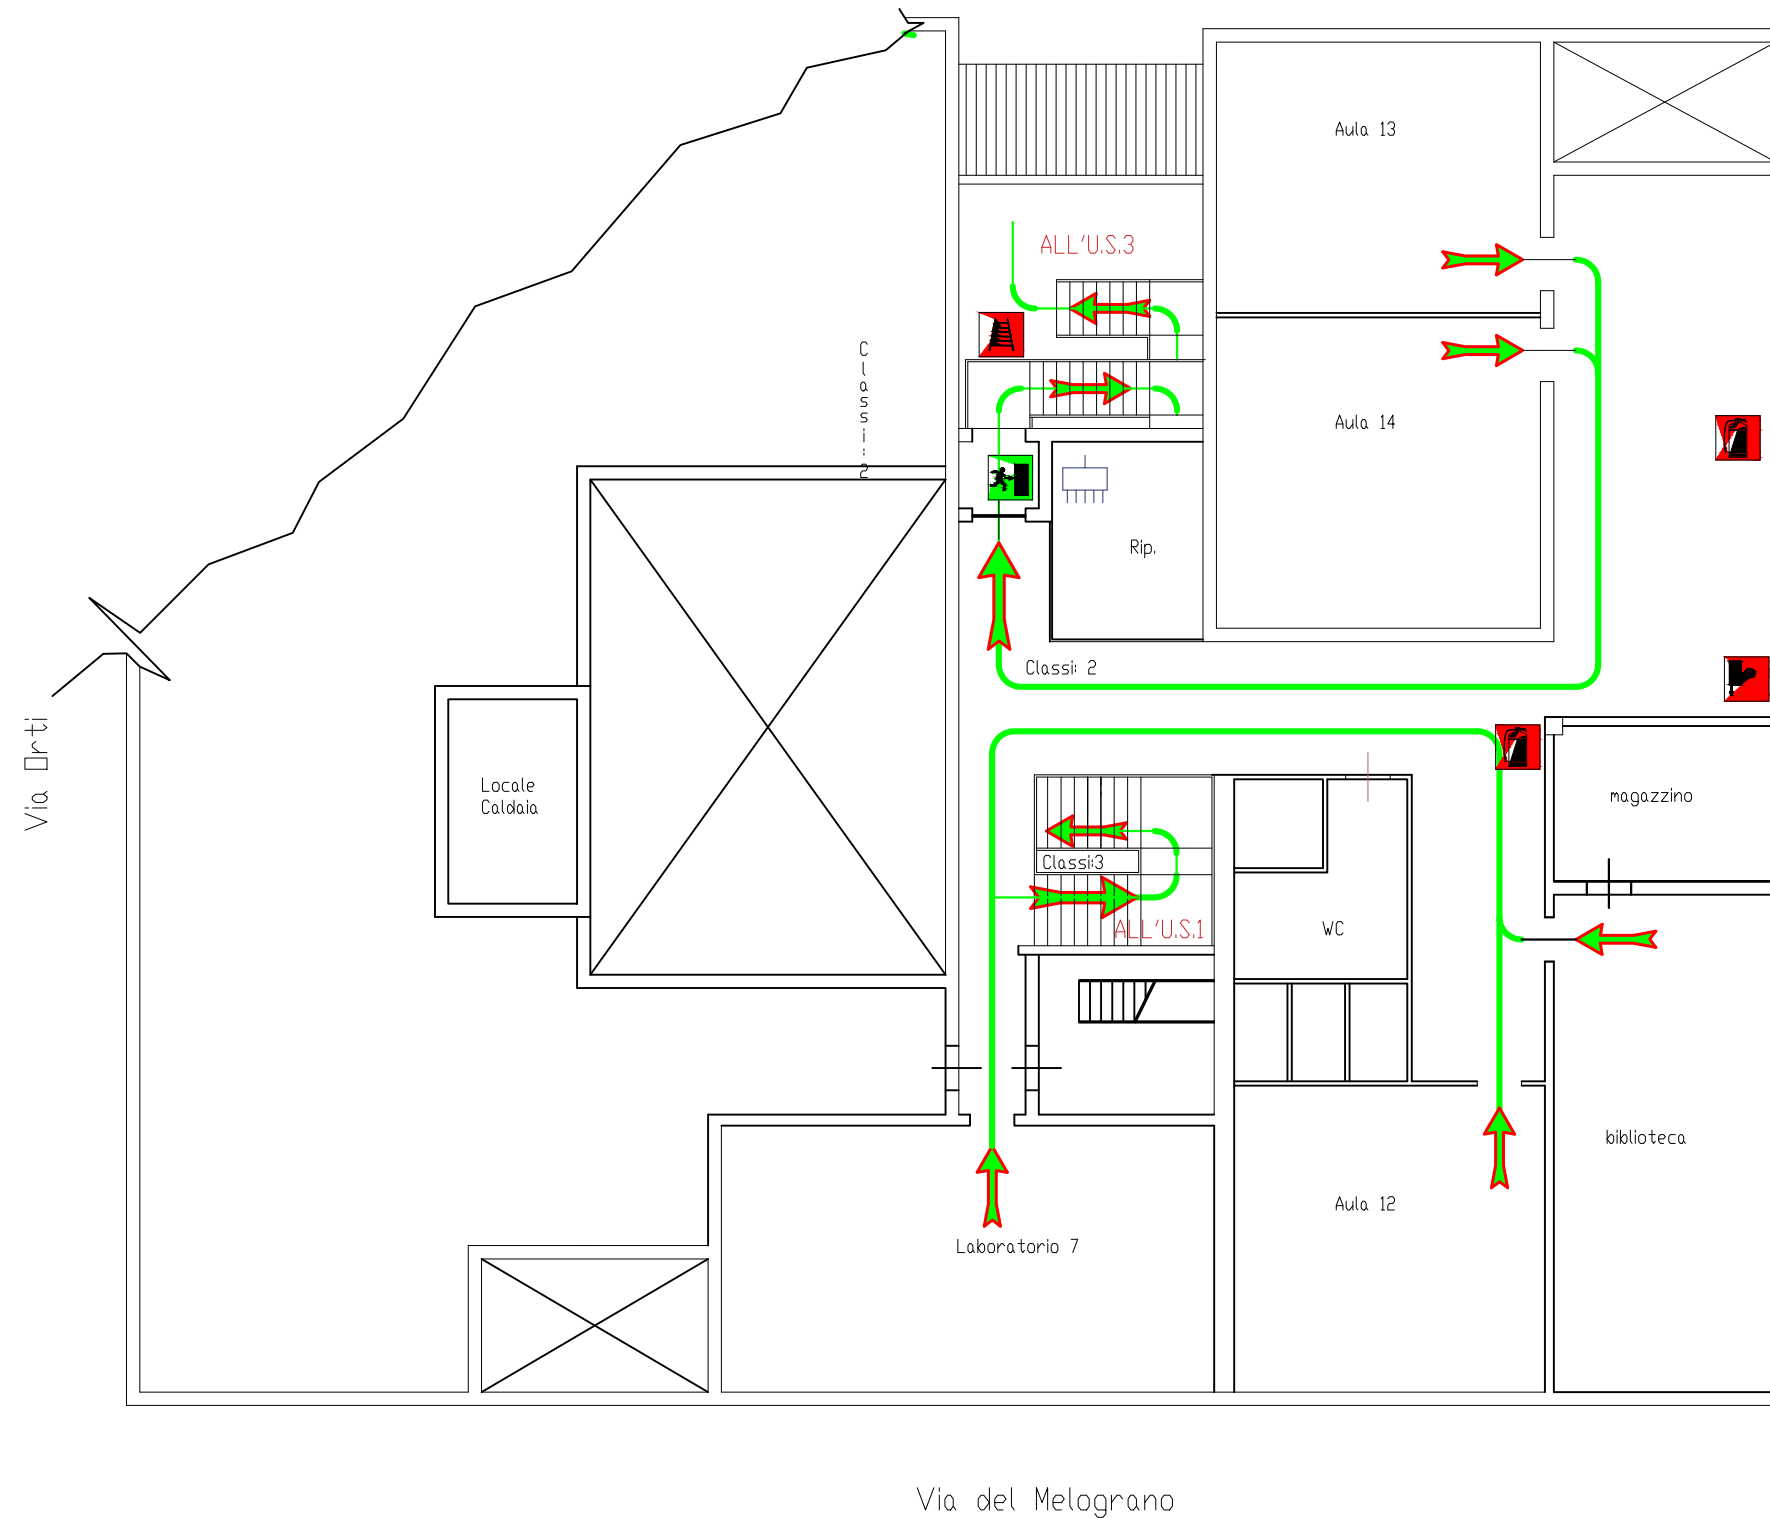 Aula 13
ALL'U.S.3
Classi: 2
Aula 14
Rip.
Classi: 2
Via Orti
Locale
Caldaia
magazzino
Classi:3
ALL'U.S.1
WC
biblioteca
Aula 12
Laboratorio 7
Via del Melograno